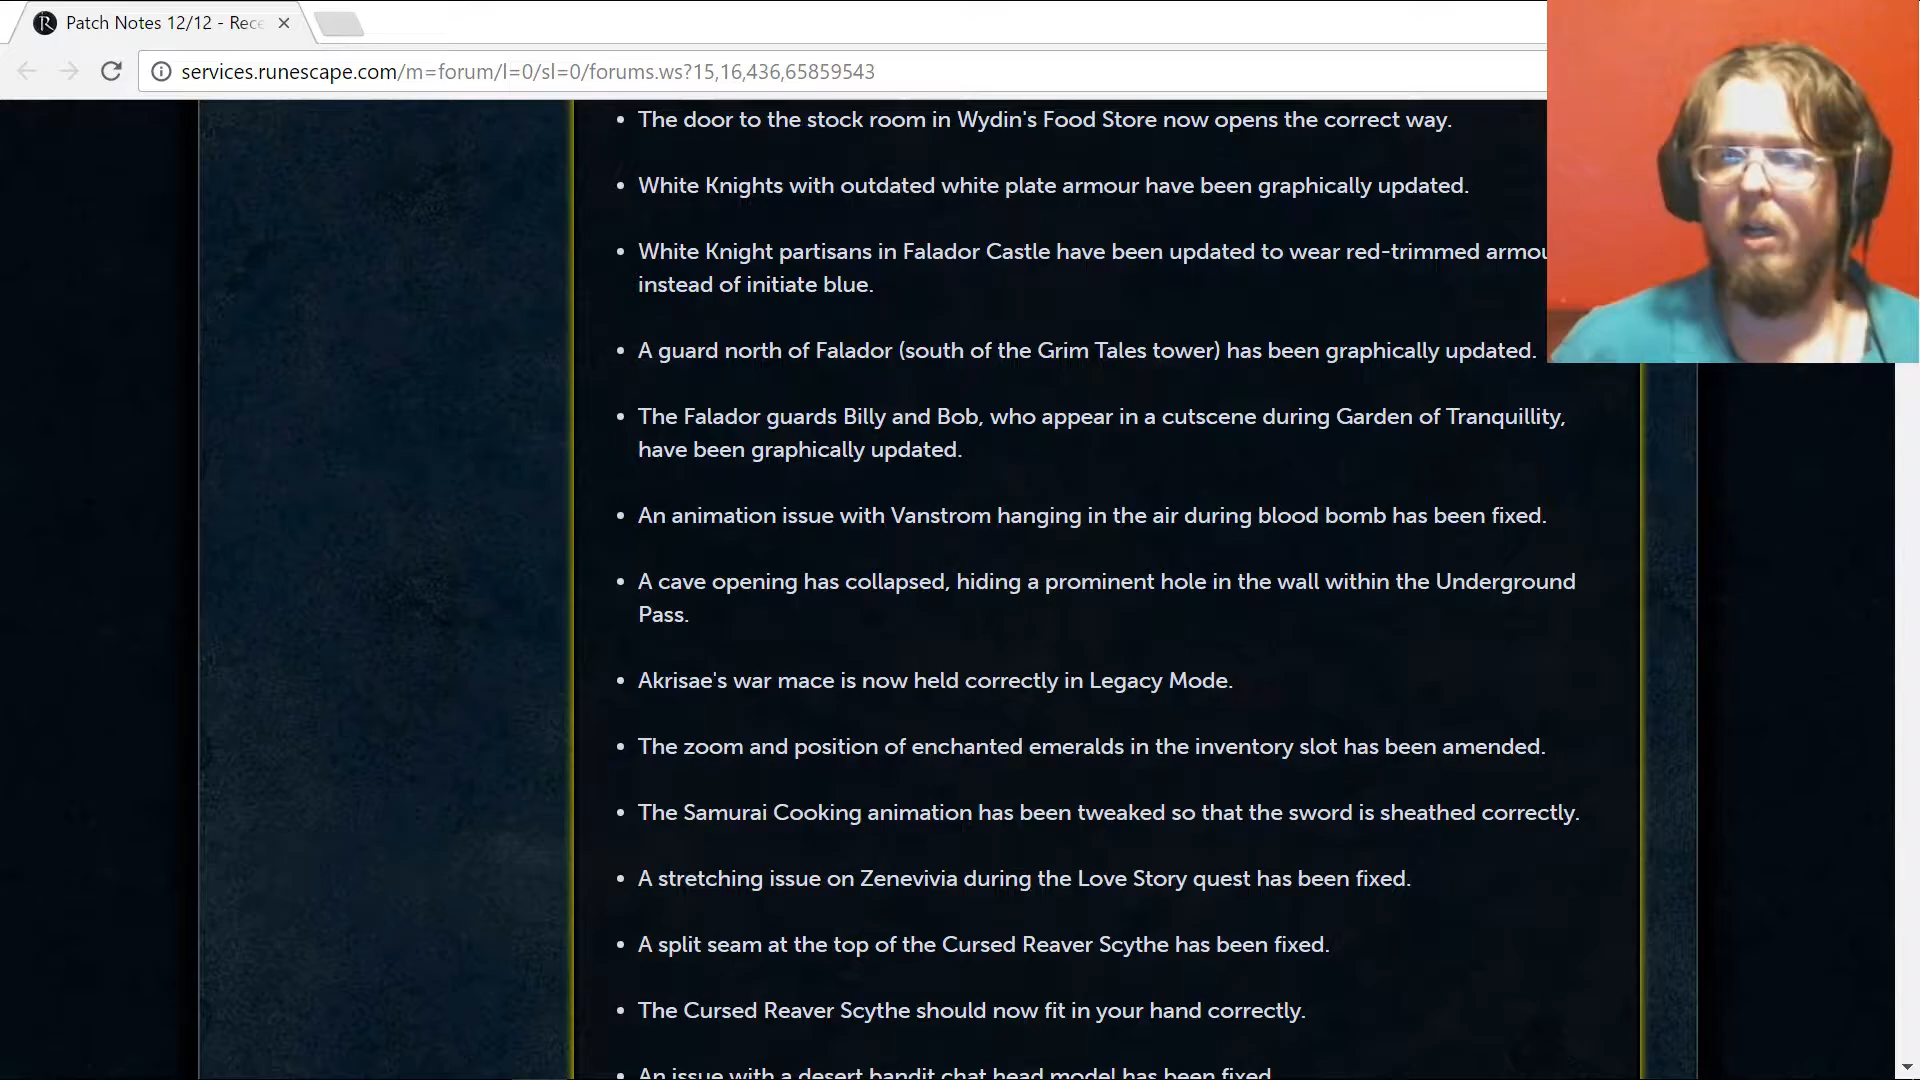 Patch Notes 12/12 - Rece
services.runescape.com/m=forum/l=0/sl=0/forums.ws?15,16,436,65859543
• The door to the stock room in Wydin's Food Store now opens the correct way.
• White Knights with outdated white plate armour have been graphically updated.
• White Knight partisans in Falador Castle have been updated to wear red-trimmed armou
instead of initiate blue.
• A guard north of Falador (south of the Grim Tales tower) has been graphically updated.
• The Falador guards Billy and Bob, who appear in a cutscene during Garden of Tranquillity,
have been graphically updated.
• An animation issue with Vanstrom hanging in the air during blood bomb has been fixed.
• A cave opening has collapsed, hiding a prominent hole in the wall within the Underground
Pass.
• Akrisae's war mace is now held correctly in Legacy Mode.
• The zoom and position of enchanted emeralds in the inventory slot has been amended.
• The Samurai Cooking animation has been tweaked so that the sword is sheathed correctly.
• A stretching issue on Zenevivia during the Love Story quest has been fixed.
• A split seam at the top of the Cursed Reaver Scythe has been fixed.
• The Cursed Reaver Scythe should now fit in your hand correctly.
• An issue with a desert bandit chat head model has been fixed.